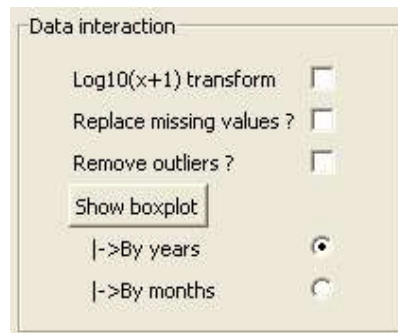 Data interaction
Log10(x+1) transform
Replace missing values ?
Remove outliers ?
Show boxplot
|->By years
|->By months